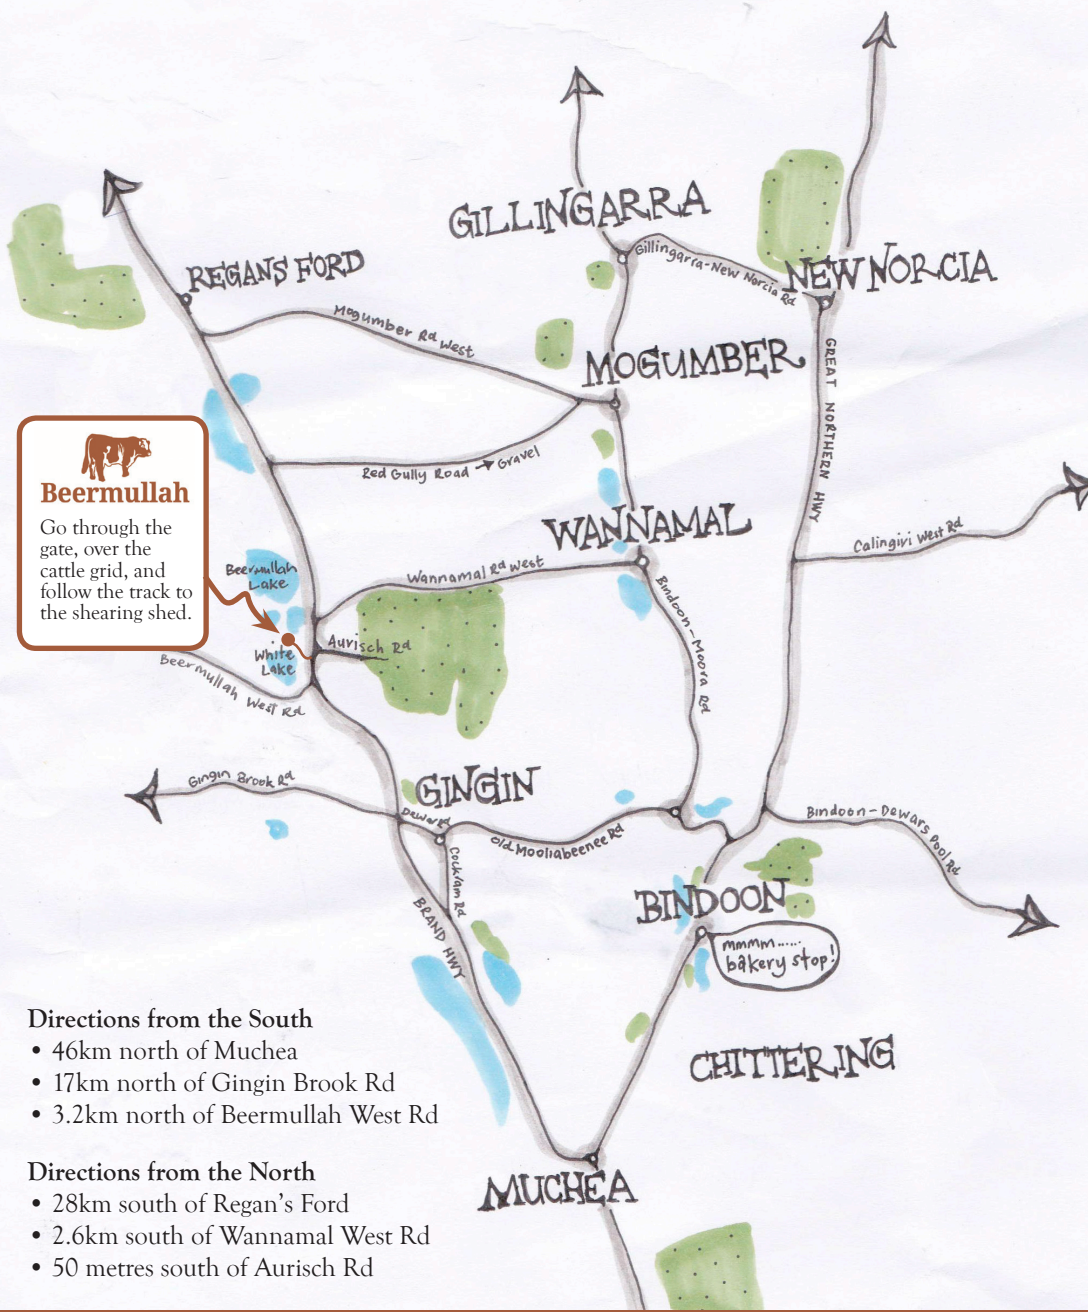 GILLINGARRA
Gillingarra-New Norcia Rd
NEW NORCIA
REGANS FORD
Mogumber Rd West
MOGUMBER
GREAT NORTHERN HWY
Red Gully Road → Gravel
Beermullah
Go through the
gate, over the
cattle grid, and
follow the track to
the shearing shed.
WANNAMAL
Calingiri West Rd
Beermullah
Lake
Wannamal Rd West
Bindoon-Moora Rd
Aurisch Rd
White
Lake
Beermullah West Rd
Gingin Brook Rd
GINGIN
Dewar Rd
Old Mooliabeenee Rd
Bindoon-Dewars Pool Rd
Cockram Rd
BRAND HWY
BINDOON
mmmm......
bakery stop!
CHITTERING
MUCHEA
Directions from the South
• 46km north of Muchea
• 17km north of Gingin Brook Rd
• 3.2km north of Beermullah West Rd
Directions from the North
• 28km south of Regan's Ford
• 2.6km south of Wannamal West Rd
• 50 metres south of Aurisch Rd